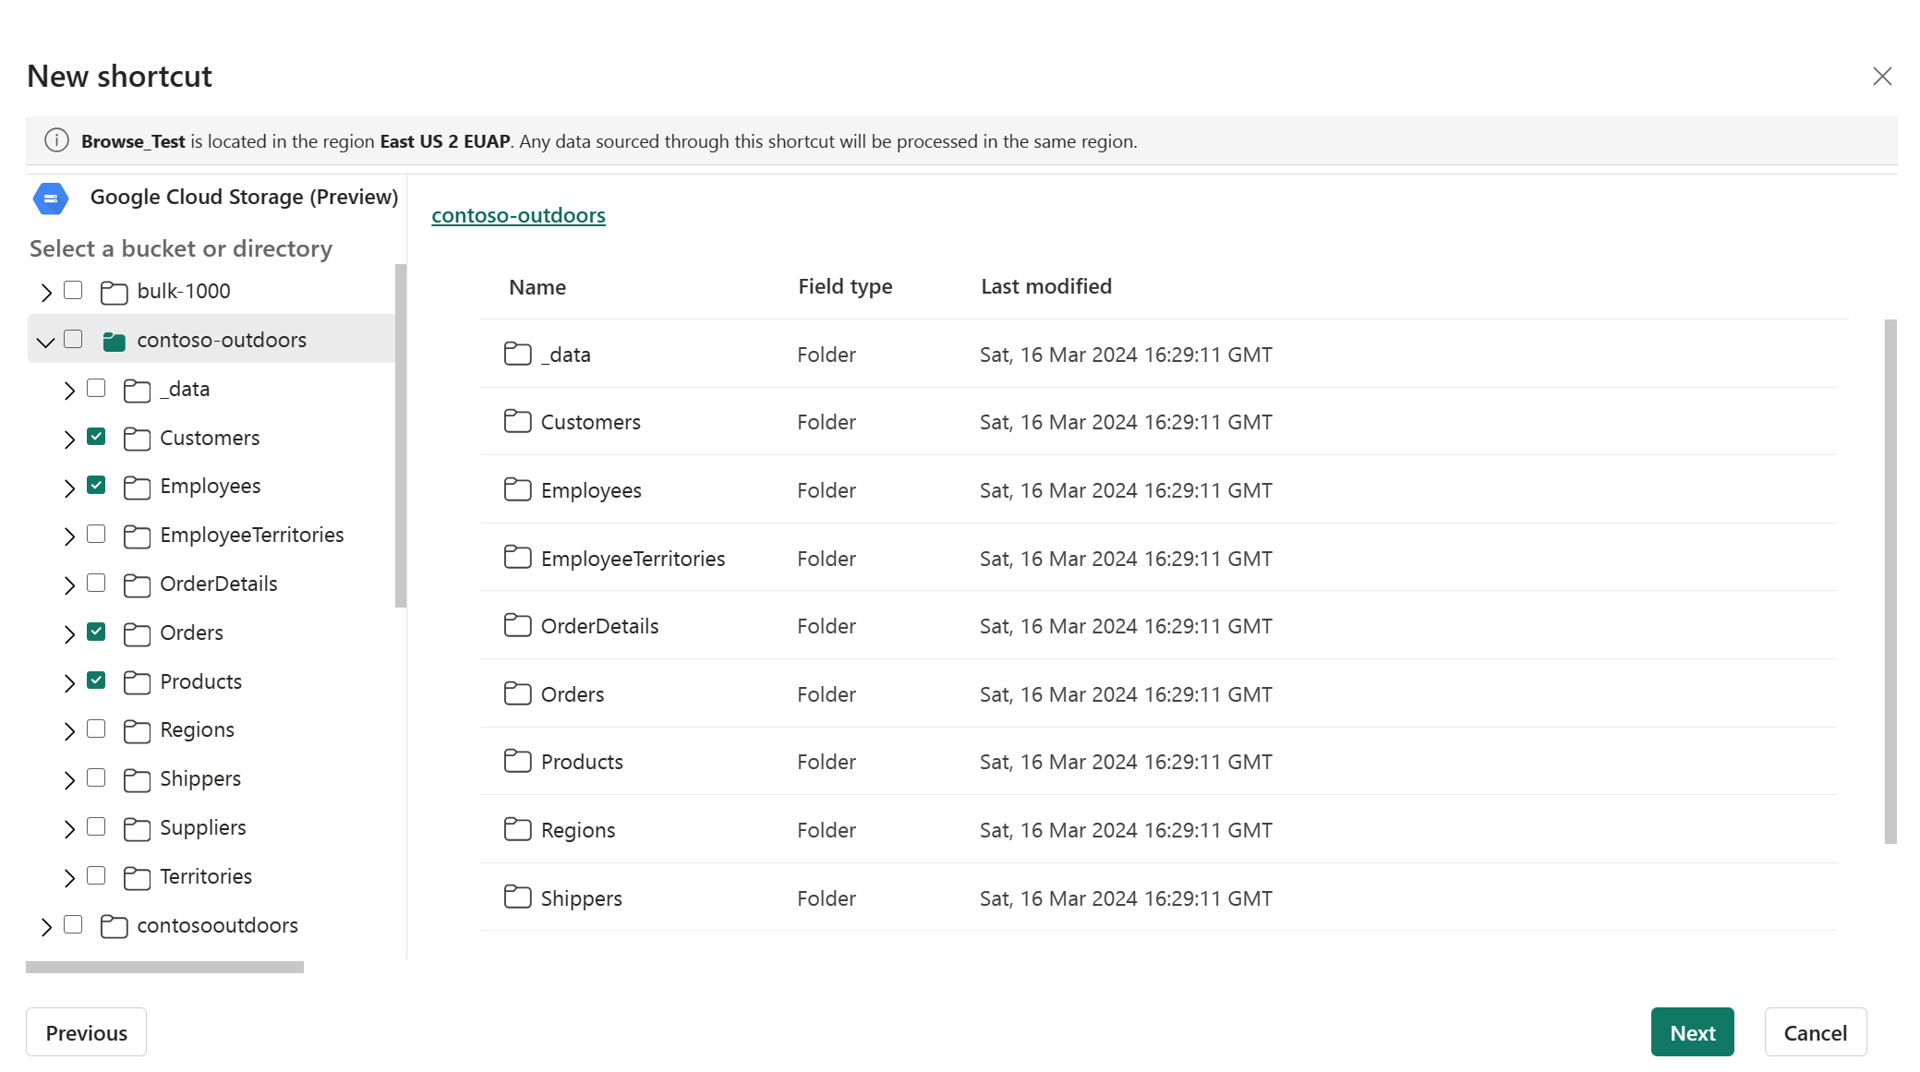 New shortcut
Browse_Test is located in the region East US 2 EUAP. Any data sourced through this shortcut will be processed in the same region.
Google Cloud Storage (Preview)
Select a bucket or directory
bulk-1000
contoso-outdoors
_data
Customers
Employees
EmployeeTerritories
OrderDetails
Orders
Products
Regions
Shippers
Suppliers
Territories
contosooutdoors
contoso-outdoors
Name Field type Last modified
_data Folder Sat, 16 Mar 2024 16:29:11 GMT
Customers Folder Sat, 16 Mar 2024 16:29:11 GMT
Employees Folder Sat, 16 Mar 2024 16:29:11 GMT
EmployeeTerritories Folder Sat, 16 Mar 2024 16:29:11 GMT
OrderDetails Folder Sat, 16 Mar 2024 16:29:11 GMT
Orders Folder Sat, 16 Mar 2024 16:29:11 GMT
Products Folder Sat, 16 Mar 2024 16:29:11 GMT
Regions Folder Sat, 16 Mar 2024 16:29:11 GMT
Shippers Folder Sat, 16 Mar 2024 16:29:11 GMT
Previous Next Cancel